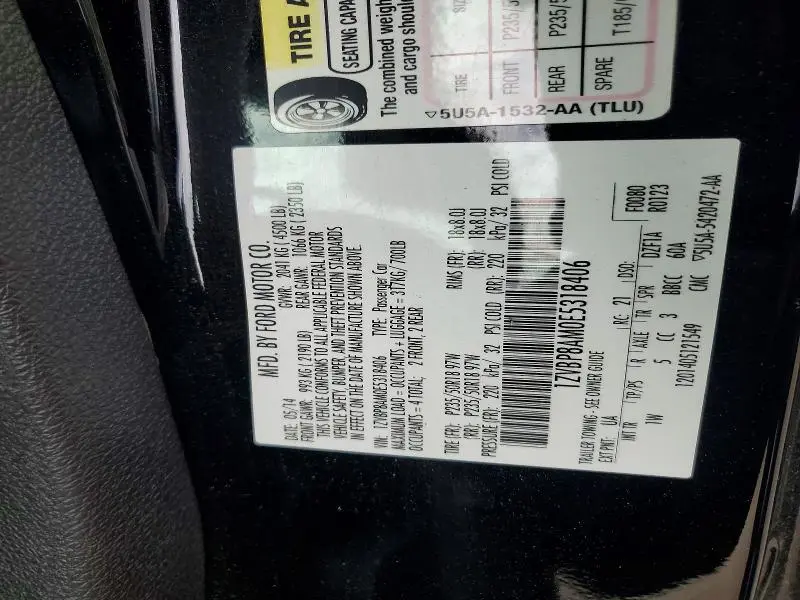 TIRE A
SEATING CAPA
The combined weigh
and cargo shoul
TIRE SIZ
FRONT P235/5
REAR P235/5
SPARE T185/
▽5U5A-1532-AA (TLU)
MFD. BY FORD MOTOR CO.
DATE: 05/14 GVWR: 2041 KG ( 4500 LB)
FRONT GAWR: 993 KG ( 2190 LB) REAR GAWR: 1066 KG ( 2350 LB)
THIS VEHICLE CONFORMS TO ALL APPLICABLE FEDERAL MOTOR
VEHICLE SAFETY, BUMPER, AND THEFT PREVENTION STANDARDS
IN EFFECT ON THE DATE OF MANUFACTURE SHOWN ABOVE.
VIN: 1ZVBP8AM0E5318406 TYPE: Passenger Car
MAXIMUM LOAD = OCCUPANTS + LUGGAGE = 317KG/ 700LB
OCCUPANTS = 4 TOTAL; 2 FRONT, 2 REAR
TIRE (FR): P235/50R18 97W RIMS (FR): 18x8.0J
(RR): P235/50R18 97W (RR): 18x8.0J
PRESSURE (FR): 220 kPa/ 32 PSI COLD (RR): 220 kPa/ 32 PSI COLD
1ZVBP8AM0E5318406
TRAILER TOWING - SEE OWNER GUIDE
EXT PNT: UA RC: 21 DSO: F0080
R0123
INT TR TP/PS R AXLE TR SPR DZF1A
1W 5 CC 3 BBCC 60A
1201405121549 CMC ▽5U5A-5420472-AA